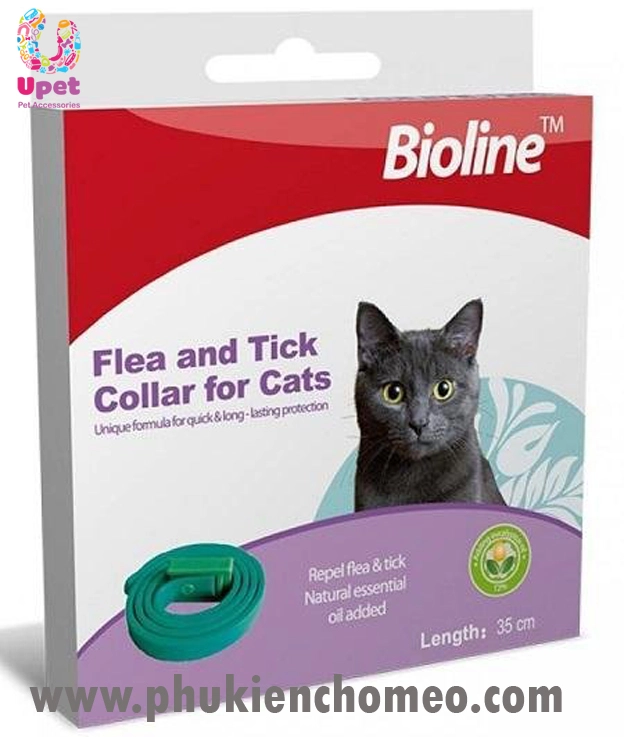 Upet
Pet Accessories
Bioline™
Flea and Tick
Collar for Cats
Unique formula for quick & long - lasting protection
Repel flea & tick
Natural essential
oil added
Length: 35 cm
www.phukienchomeo.com